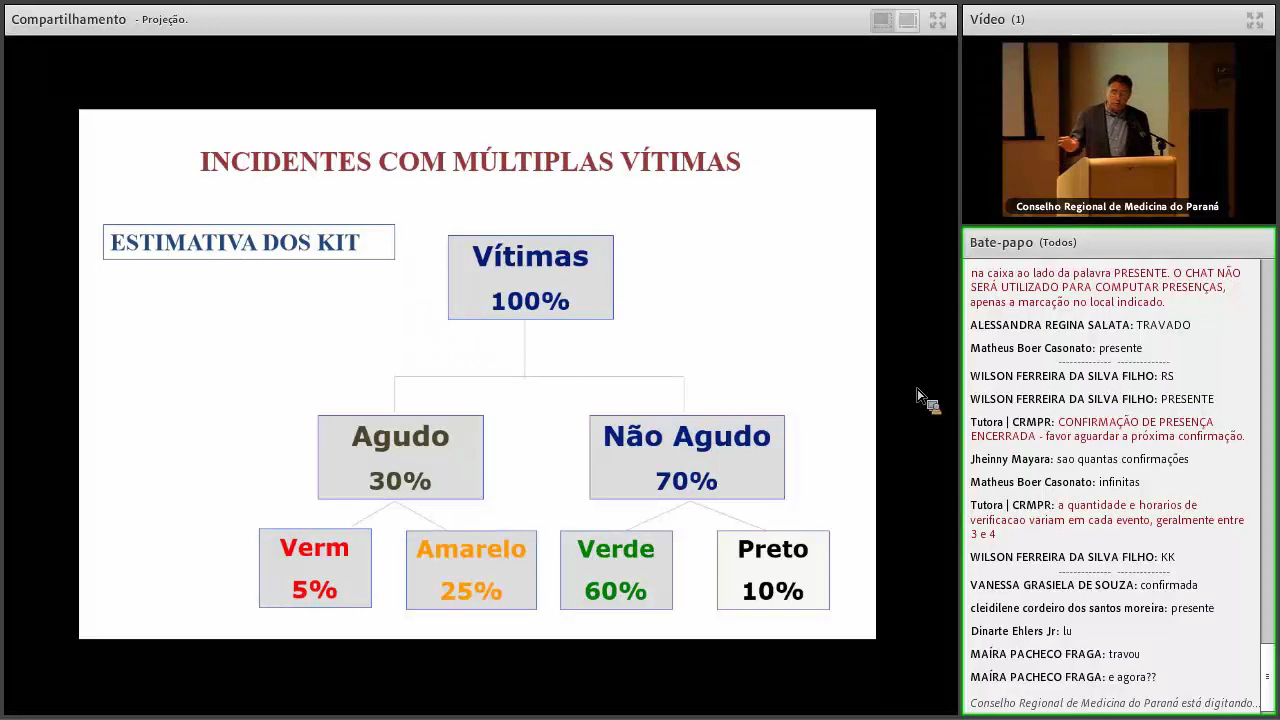 Compartilhamento - Projeção.
INCIDENTES COM MÚLTIPLAS VÍTIMAS
ESTIMATIVA DOS KIT
Vítimas
100%
Agudo
30%
Não Agudo
70%
Verm
5%
Amarelo
25%
Verde
60%
Preto
10%
Vídeo (1)
Conselho Regional de Medicina do Paraná
Bate-papo (Todos)
na caixa ao lado da palavra PRESENTE. O CHAT NÃO
SERÁ UTILIZADO PARA COMPUTAR PRESENÇAS,
apenas a marcação no local indicado.
ALESSANDRA REGINA SALATA: TRAVADO
Matheus Boer Casonato: presente
-------------- --------------
WILSON FERREIRA DA SILVA FILHO: RS
WILSON FERREIRA DA SILVA FILHO: PRESENTE
Tutora | CRMPR: CONFIRMAÇÃO DE PRESENÇA
ENCERRADA - favor aguardar a próxima confirmação.
Jheinny Mayara: sao quantas confirmações
Matheus Boer Casonato: infinitas
Tutora | CRMPR: a quantidade e horarios de
verificacao variam em cada evento, geralmente entre
3 e 4
WILSON FERREIRA DA SILVA FILHO: KK
-------------- --------------
VANESSA GRASIELA DE SOUZA: confirmada
cleidilene cordeiro dos santos moreira: presente
Dinarte Ehlers Jr: lu
MAÍRA PACHECO FRAGA: travou
MAÍRA PACHECO FRAGA: e agora??
Conselho Regional de Medicina do Paraná está digitando...